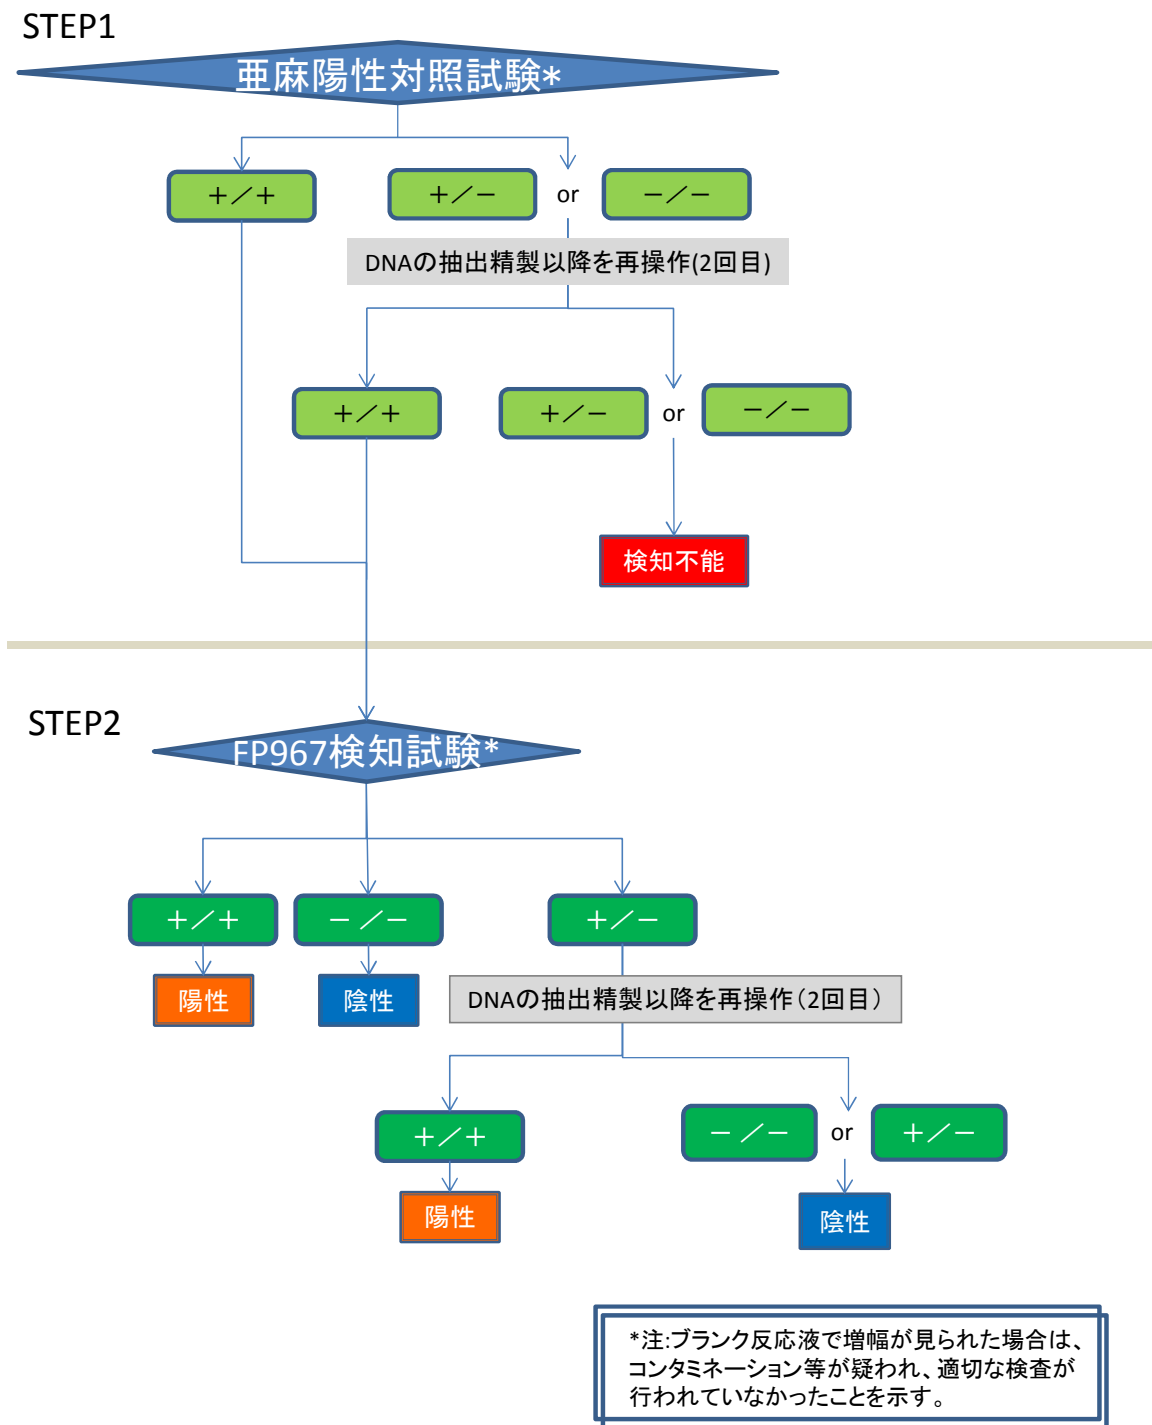 STEP1
亜麻陽性対照試験*
+/+
+/−
or
−/−
DNAの抽出精製以降を再操作(2回目)
+/+
+/−
or
−/−
検知不能
STEP2
FP967検知試験*
+/+
− /−
+/−
陽性
陰性
DNAの抽出精製以降を再操作(2回目)
+/+
− /−
or
+/−
陽性
陰性
*注:ブランク反応液で増幅が見られた場合は、
コンタミネーション等が疑われ、適切な検査が
行われていなかったことを示す。